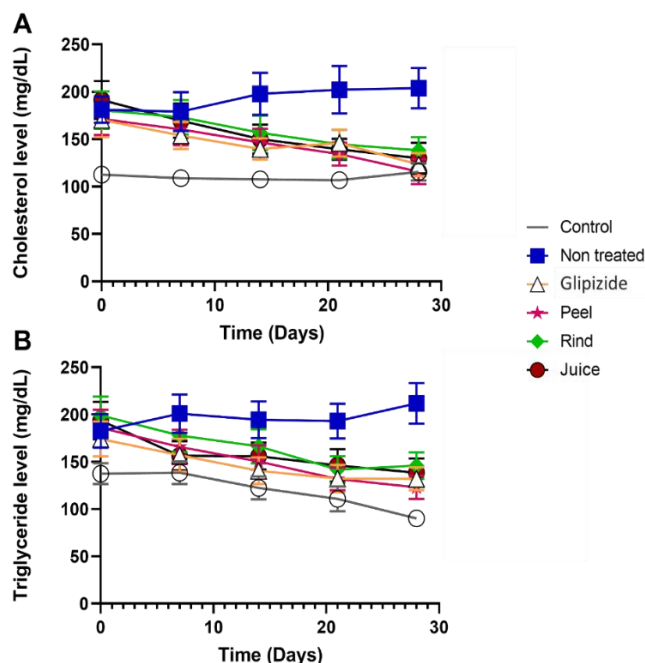 A
Cholesterol level (mg/dL)
250
200
150
100
50
0
0 10 20 30
Time (Days)
Control
Non treated
Glipizide
Peel
Rind
Juice
B
Triglyceride level (mg/dL)
250
200
150
100
50
0
0 10 20 30
Time (Days)